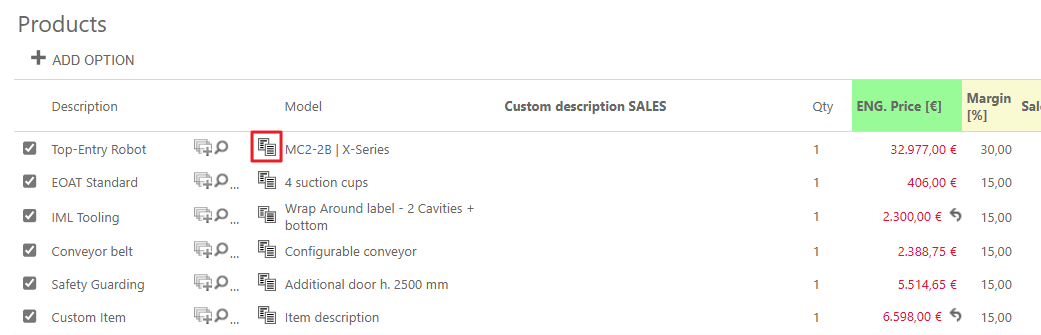 Products
ADD OPTION
Description Model Custom description SALES Qty ENG. Price [€] Margin [%] Sal
Top-Entry Robot MC2-2B | X-Series 1 32.977,00 € 30,00
EOAT Standard ... 4 suction cups 1 406,00 € 15,00
IML Tooling ... Wrap Around label - 2 Cavities + bottom 1 2.300,00 € 15,00
Conveyor belt ... Configurable conveyor 1 2.388,75 € 15,00
Safety Guarding ... Additional door h. 2500 mm 1 5.514,65 € 15,00
Custom Item ... Item description 1 6.598,00 € 15,00